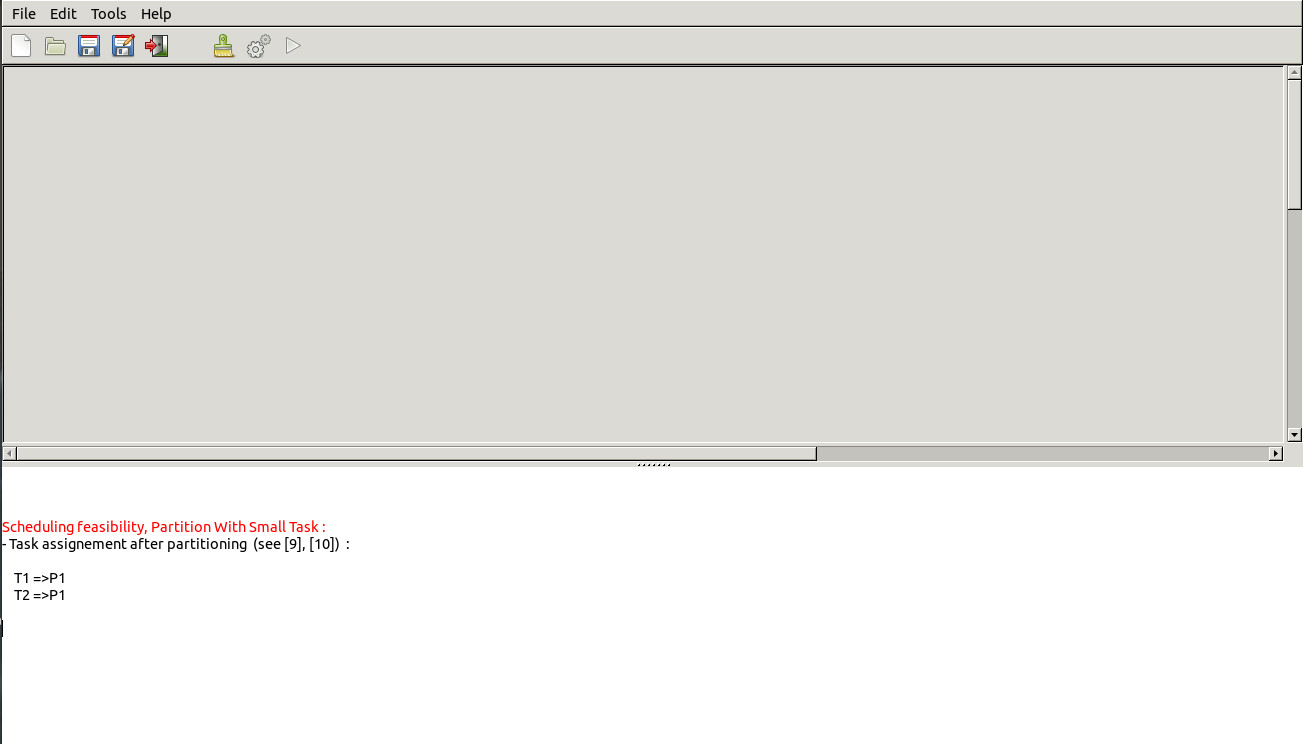 File Edit Tools Help
Scheduling feasibility, Partition With Small Task :
- Task assignement after partitioning (see [9], [10]) :
T1 =>P1
T2 =>P1